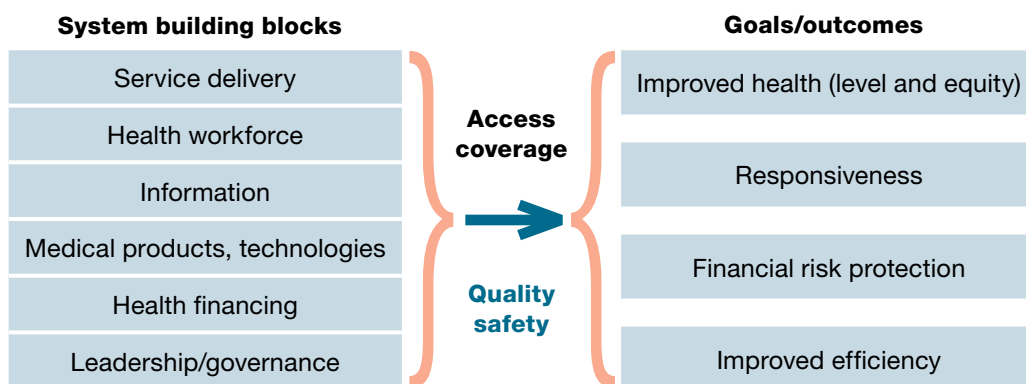 System building blocks
Service delivery
Health workforce
Information
Medical products, technologies
Health financing
Leadership/governance
Access
coverage
Quality
safety
Goals/outcomes
Improved health (level and equity)
Responsiveness
Financial risk protection
Improved efficiency